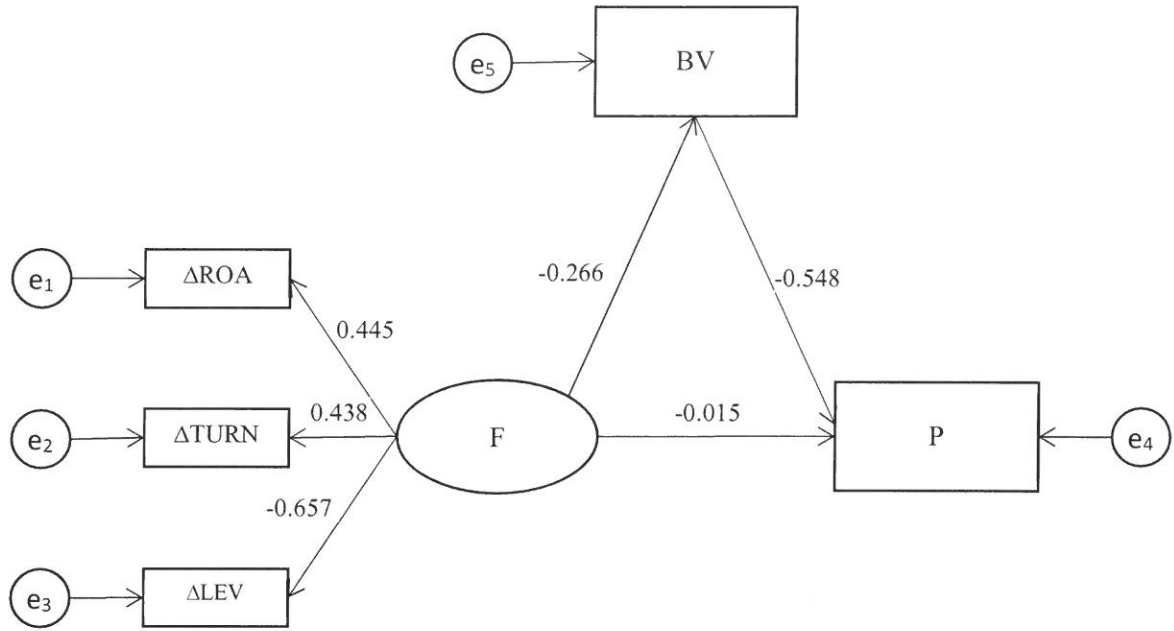 BV
e₅
-0.266
-0.548
e₁
ΔROA
0.445
e₂
ΔTURN
0.438
F
-0.015
P
e₄
-0.657
e₃
ΔLEV